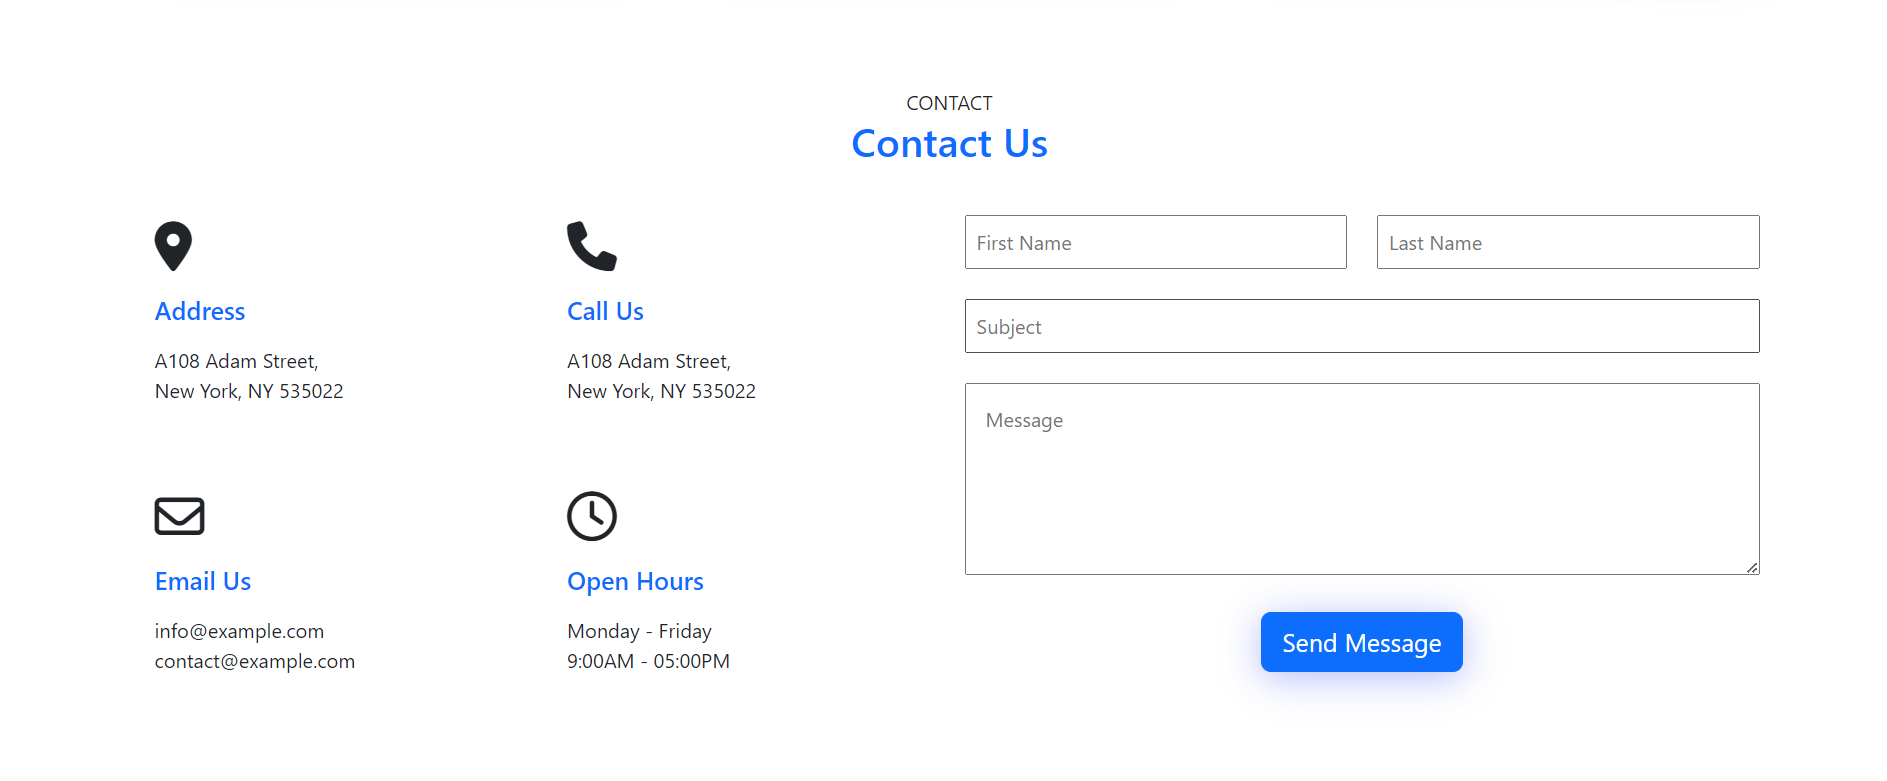 CONTACT
Contact Us
Address
A108 Adam Street,
New York, NY 535022
Call Us
A108 Adam Street,
New York, NY 535022
Email Us
info@example.com
contact@example.com
Open Hours
Monday - Friday
9:00AM - 05:00PM
First Name
Last Name
Subject
Message
Send Message